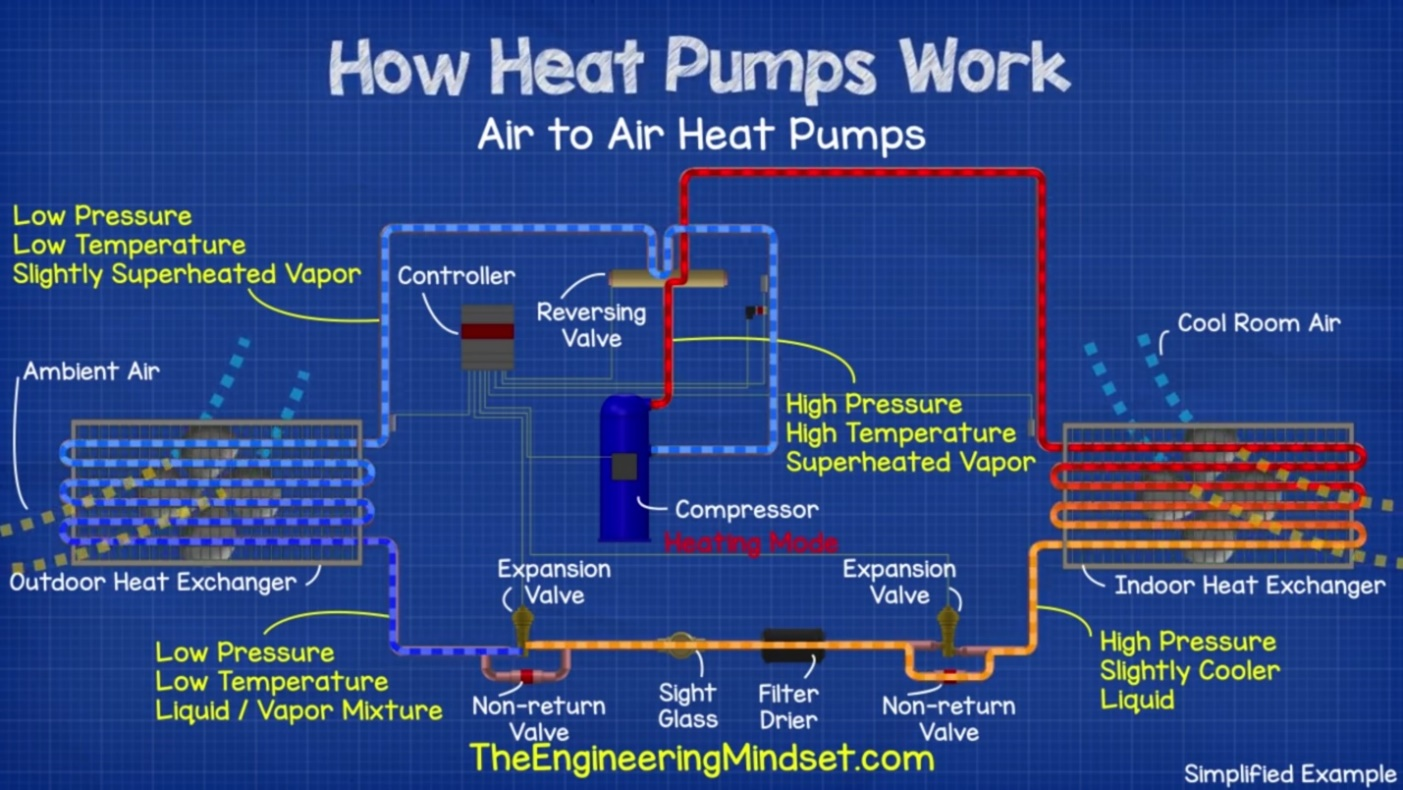 How Heat Pumps Work
Air to Air Heat Pumps
Low Pressure
Low Temperature
Slightly Superheated Vapor
Controller
Reversing
Valve
Cool Room Air
Ambient Air
High Pressure
High Temperature
Superheated Vapor
Compressor
Heating Mode
Outdoor Heat Exchanger
Expansion
Valve
Expansion
Valve
Indoor Heat Exchanger
Low Pressure
Low Temperature
Liquid / Vapor Mixture
Non-return
Valve
Sight
Glass
Filter
Drier
Non-return
Valve
High Pressure
Slightly Cooler
Liquid
TheEngineeringMindset.com
Simplified Example